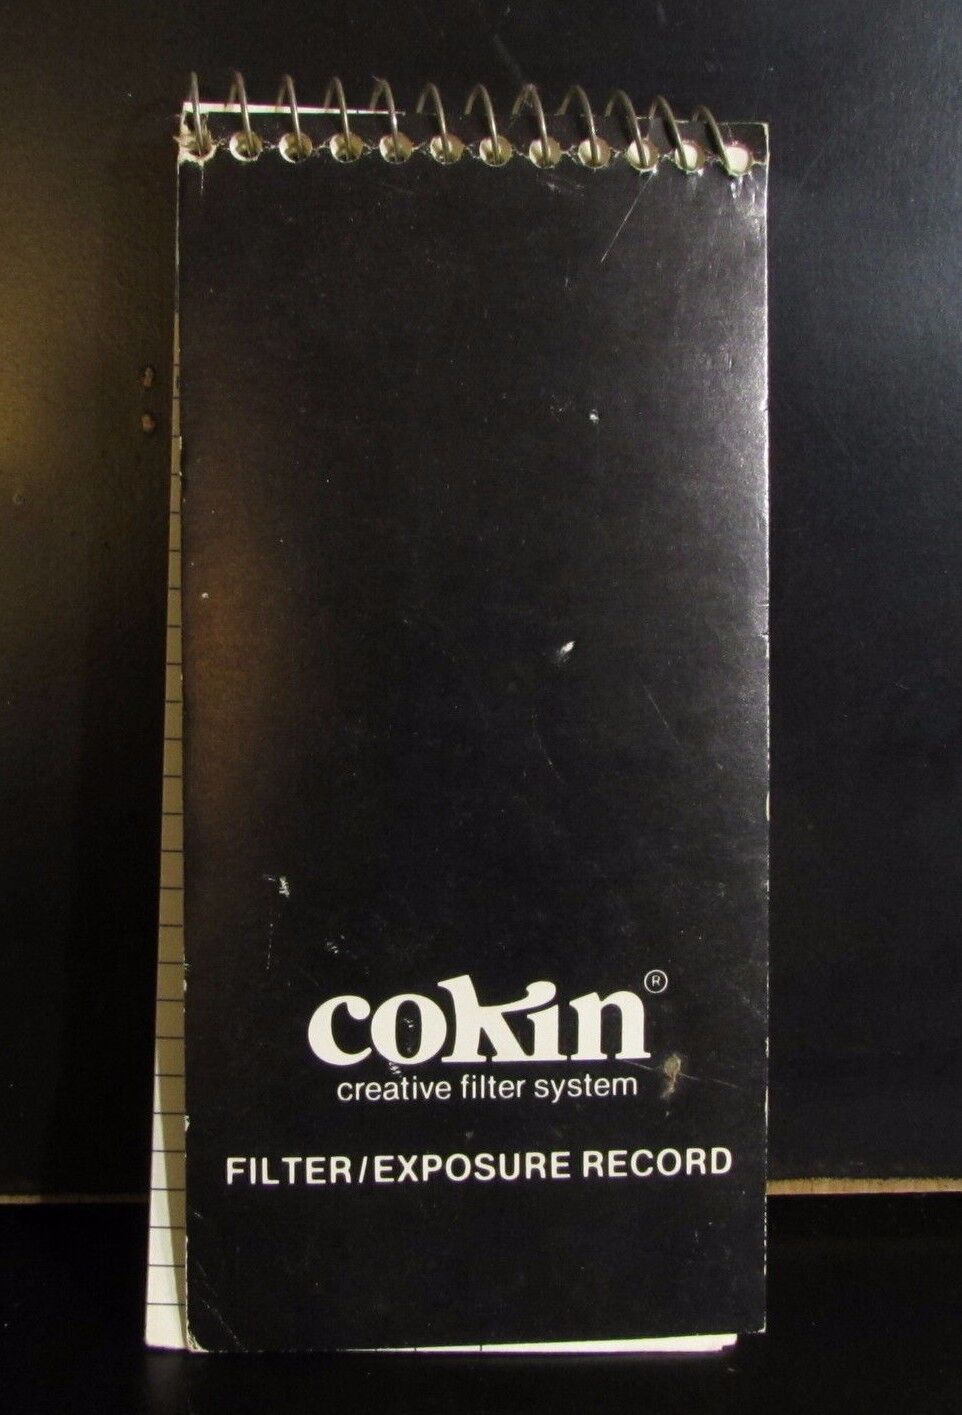 cokin®
creative filter system
FILTER/EXPOSURE RECORD